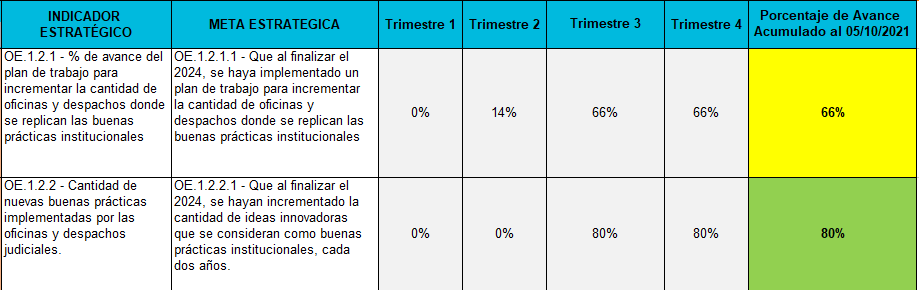 INDICADOR ESTRATÉGICO
META ESTRATEGICA
Trimestre 1
Trimestre 2
Trimestre 3
Trimestre 4
Porcentaje de Avance
Acumulado al 05/10/2021
OE.1.2.1 - % de avance del
plan de trabajo para
incrementar la cantidad de
oficinas y despachos donde
se replican las buenas
prácticas institucionales
OE.1.2.1.1 - Que al finalizar el
2024, se haya implementado un
plan de trabajo para incrementar
la cantidad de oficinas y
despachos donde se replican las
buenas prácticas institucionales
0%
14%
66%
66%
66%
OE.1.2.2 - Cantidad de
nuevas buenas prácticas
implementadas por las
oficinas y despachos
judiciales.
OE.1.2.2.1 - Que al finalizar el
2024, se hayan incrementado la
cantidad de ideas innovadoras
que se consideran como buenas
prácticas institucionales, cada
dos años.
0%
0%
80%
80%
80%